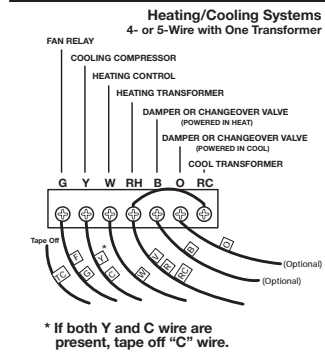 Heating/Cooling Systems
4- or 5-Wire with One Transformer
FAN RELAY
COOLING COMPRESSOR
HEATING CONTROL
HEATING TRANSFORMER
DAMPER OR CHANGEOVER VALVE
(POWERED IN HEAT)
DAMPER OR CHANGEOVER VALVE
(POWERED IN COOL)
COOL TRANSFORMER
G Y W RH B O RC
Tape Off
TC
F
G
Y
*
C
W
V
R
RC
B
O
(Optional)
(Optional)
* If both Y and C wire are
present, tape off “C” wire.